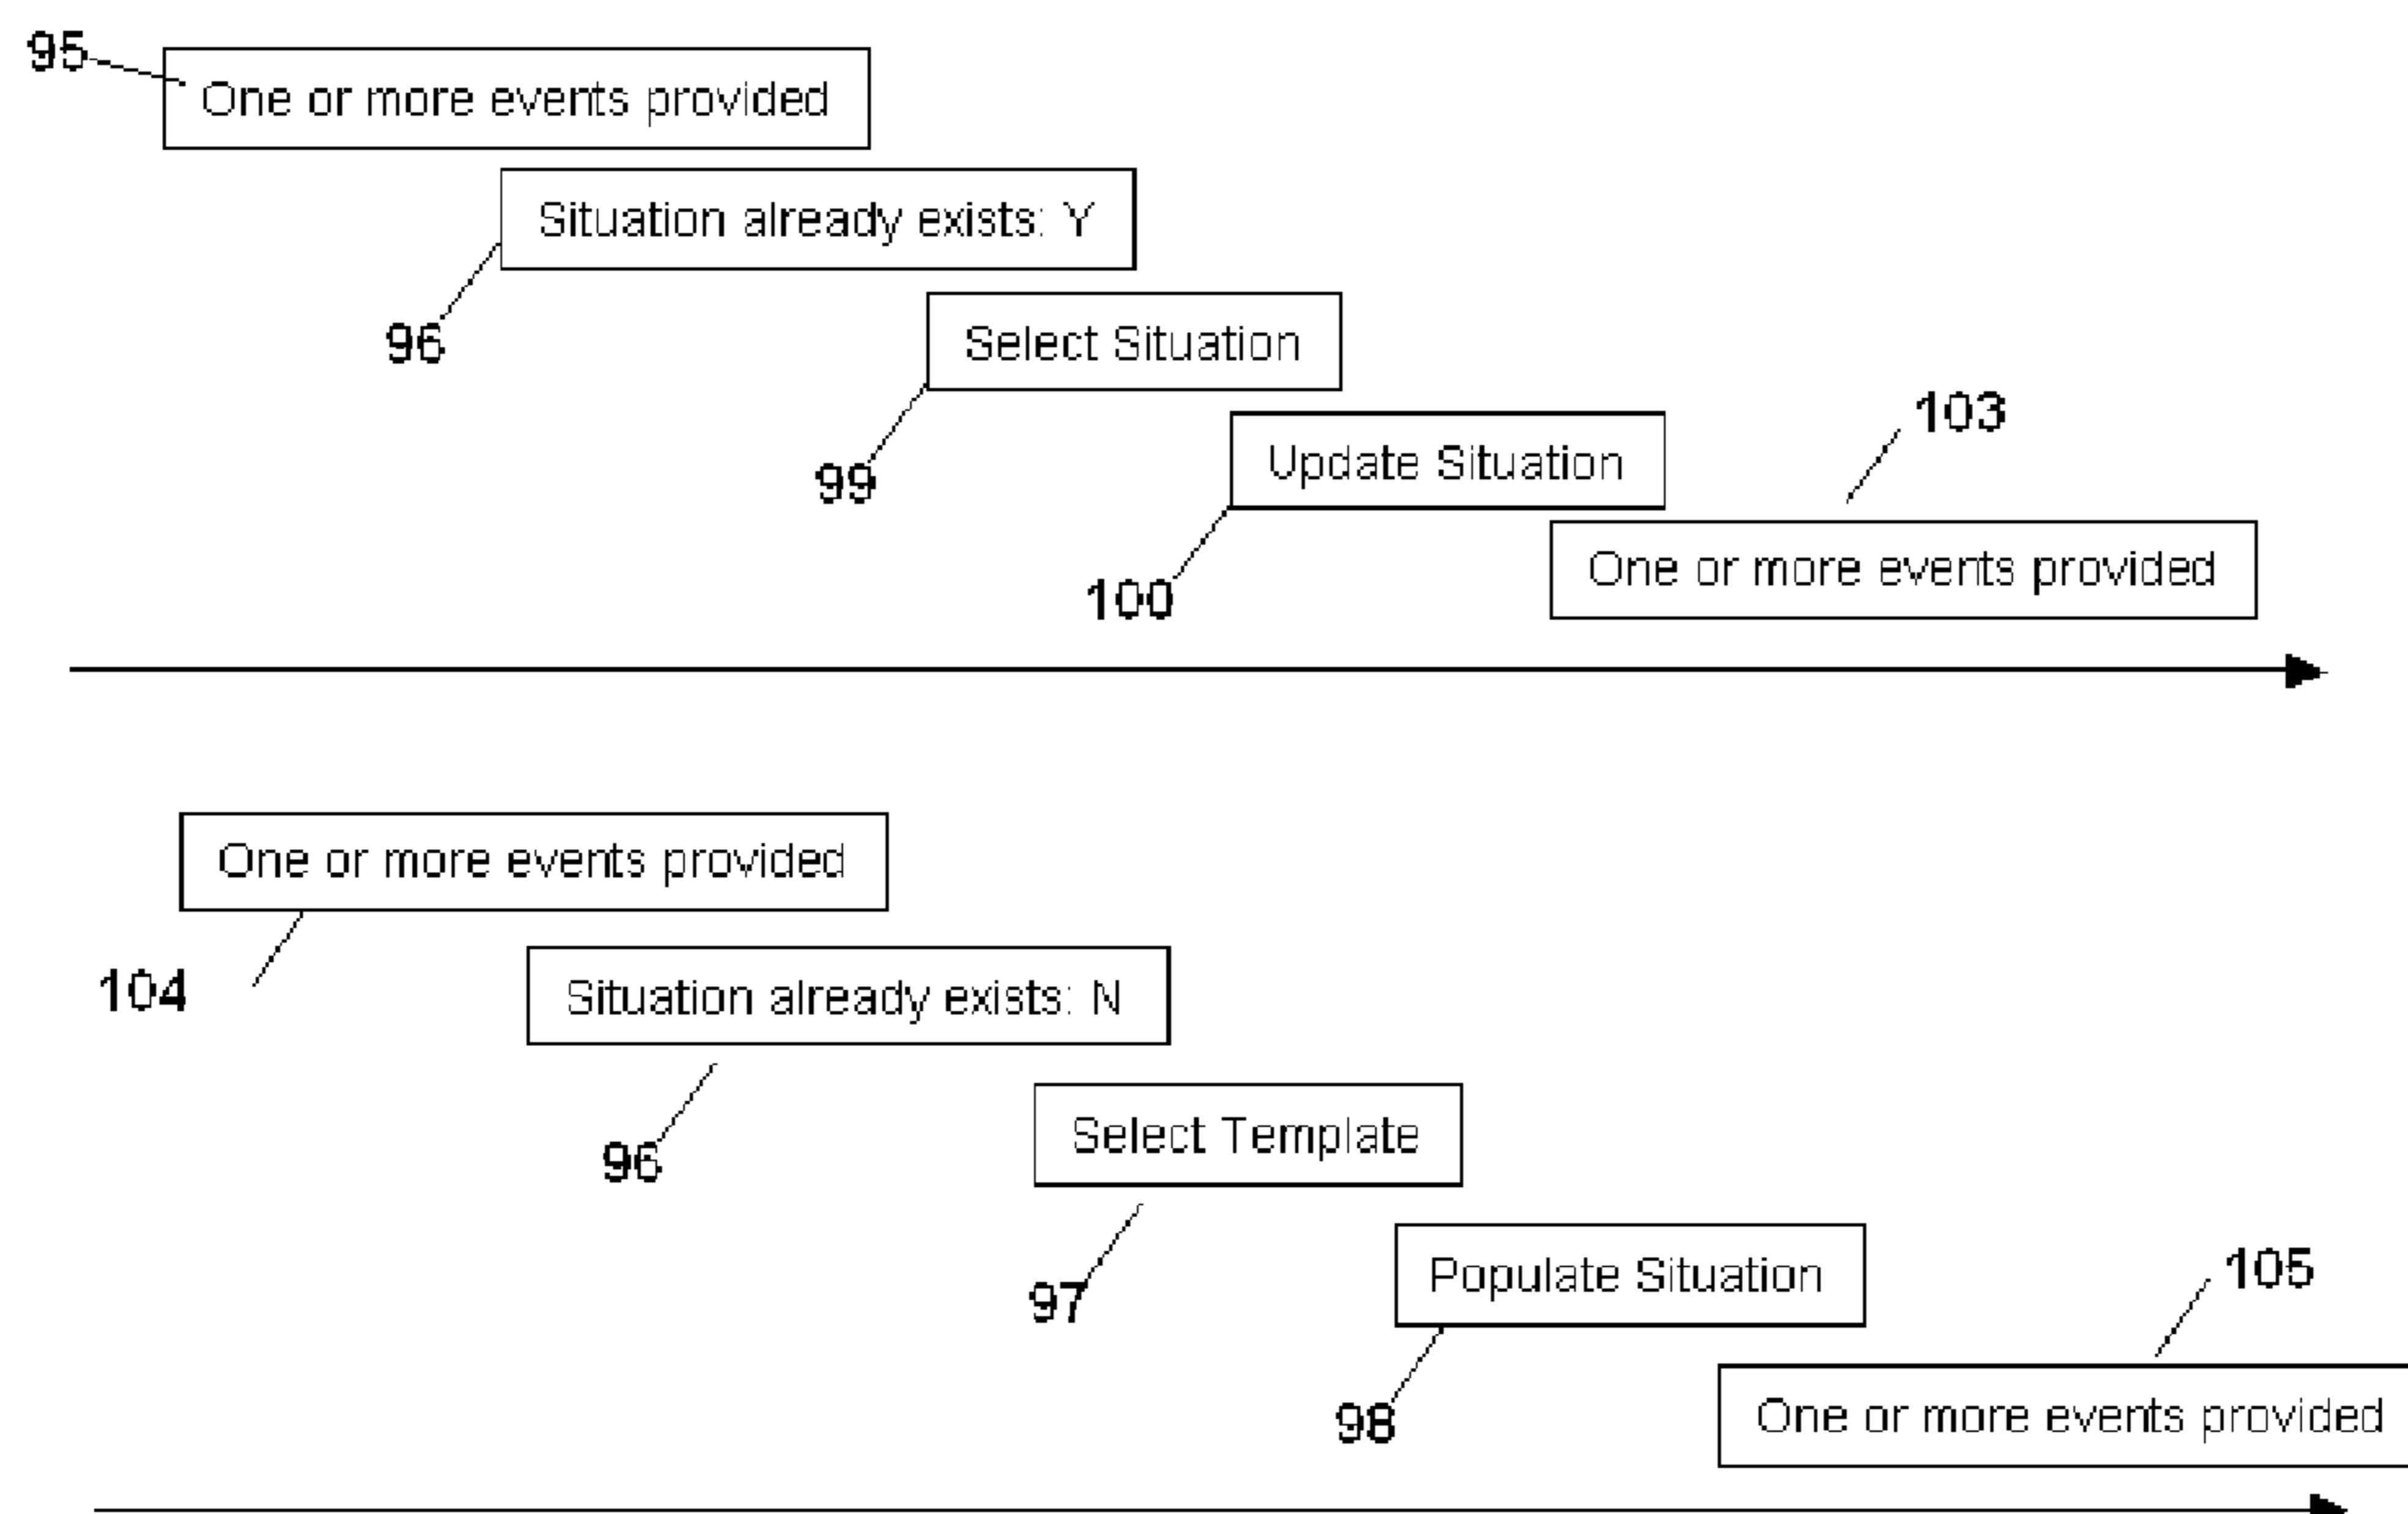 95
One or more events provided
Situation already exists: Y
96
Select Situation
99
103
Update Situation
100
One or more events provided
One or more events provided
104
Situation already exists: N
96
Select Template
97
Populate Situation
105
98
One or more events provided